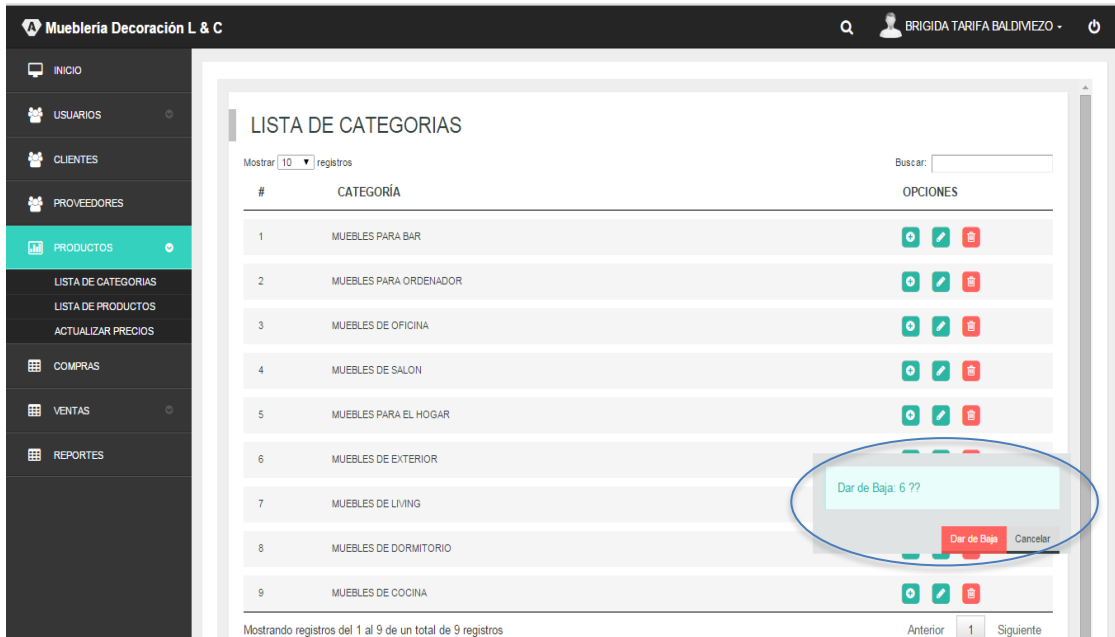 Mueblería Decoración L & C
BRIGIDA TARIFA BALDIVIEZO
INICIO
USUARIOS
CLIENTES
PROVEEDORES
PRODUCTOS
LISTA DE CATEGORIAS
LISTA DE PRODUCTOS
ACTUALIZAR PRECIOS
COMPRAS
VENTAS
REPORTES
LISTA DE CATEGORIAS
Mostrar 10 registros
Buscar:
# CATEGORÍA OPCIONES
1 MUEBLES PARA BAR
2 MUEBLES PARA ORDENADOR
3 MUEBLES DE OFICINA
4 MUEBLES DE SALON
5 MUEBLES PARA EL HOGAR
6 MUEBLES DE EXTERIOR
7 MUEBLES DE LIVING
8 MUEBLES DE DORMITORIO
9 MUEBLES DE COCINA
Dar de Baja: 6 ??
Dar de Baja Cancelar
Mostrando registros del 1 al 9 de un total de 9 registros
Anterior 1 Siguiente